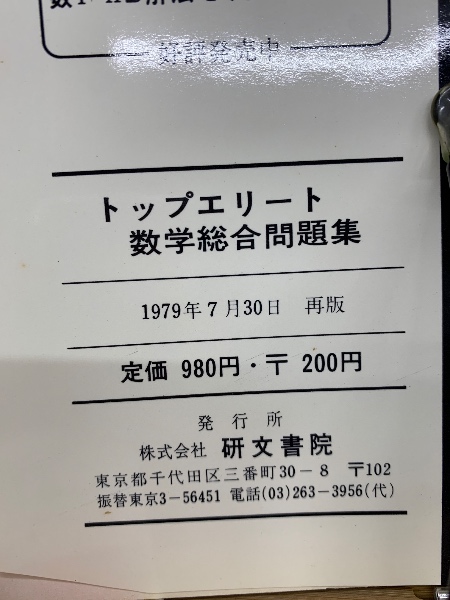 好評発売中
トップエリート
数学総合問題集
1979年7月30日 再版
定価 980円・〒 200円
発行所
株式会社 研文書院
東京都千代田区三番町30-8 〒102
振替東京3-56451 電話(03)263-3956(代)